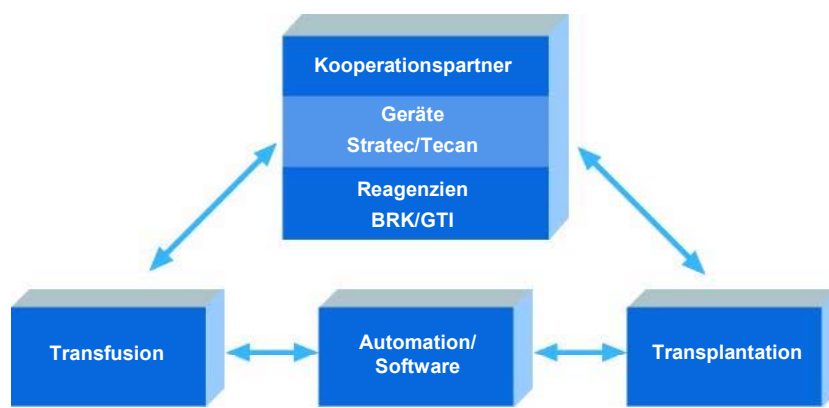 Kooperationspartner
Geräte
Stratec/Tecan
Reagenzien
BRK/GTI
Transfusion
Automation/
Software
Transplantation